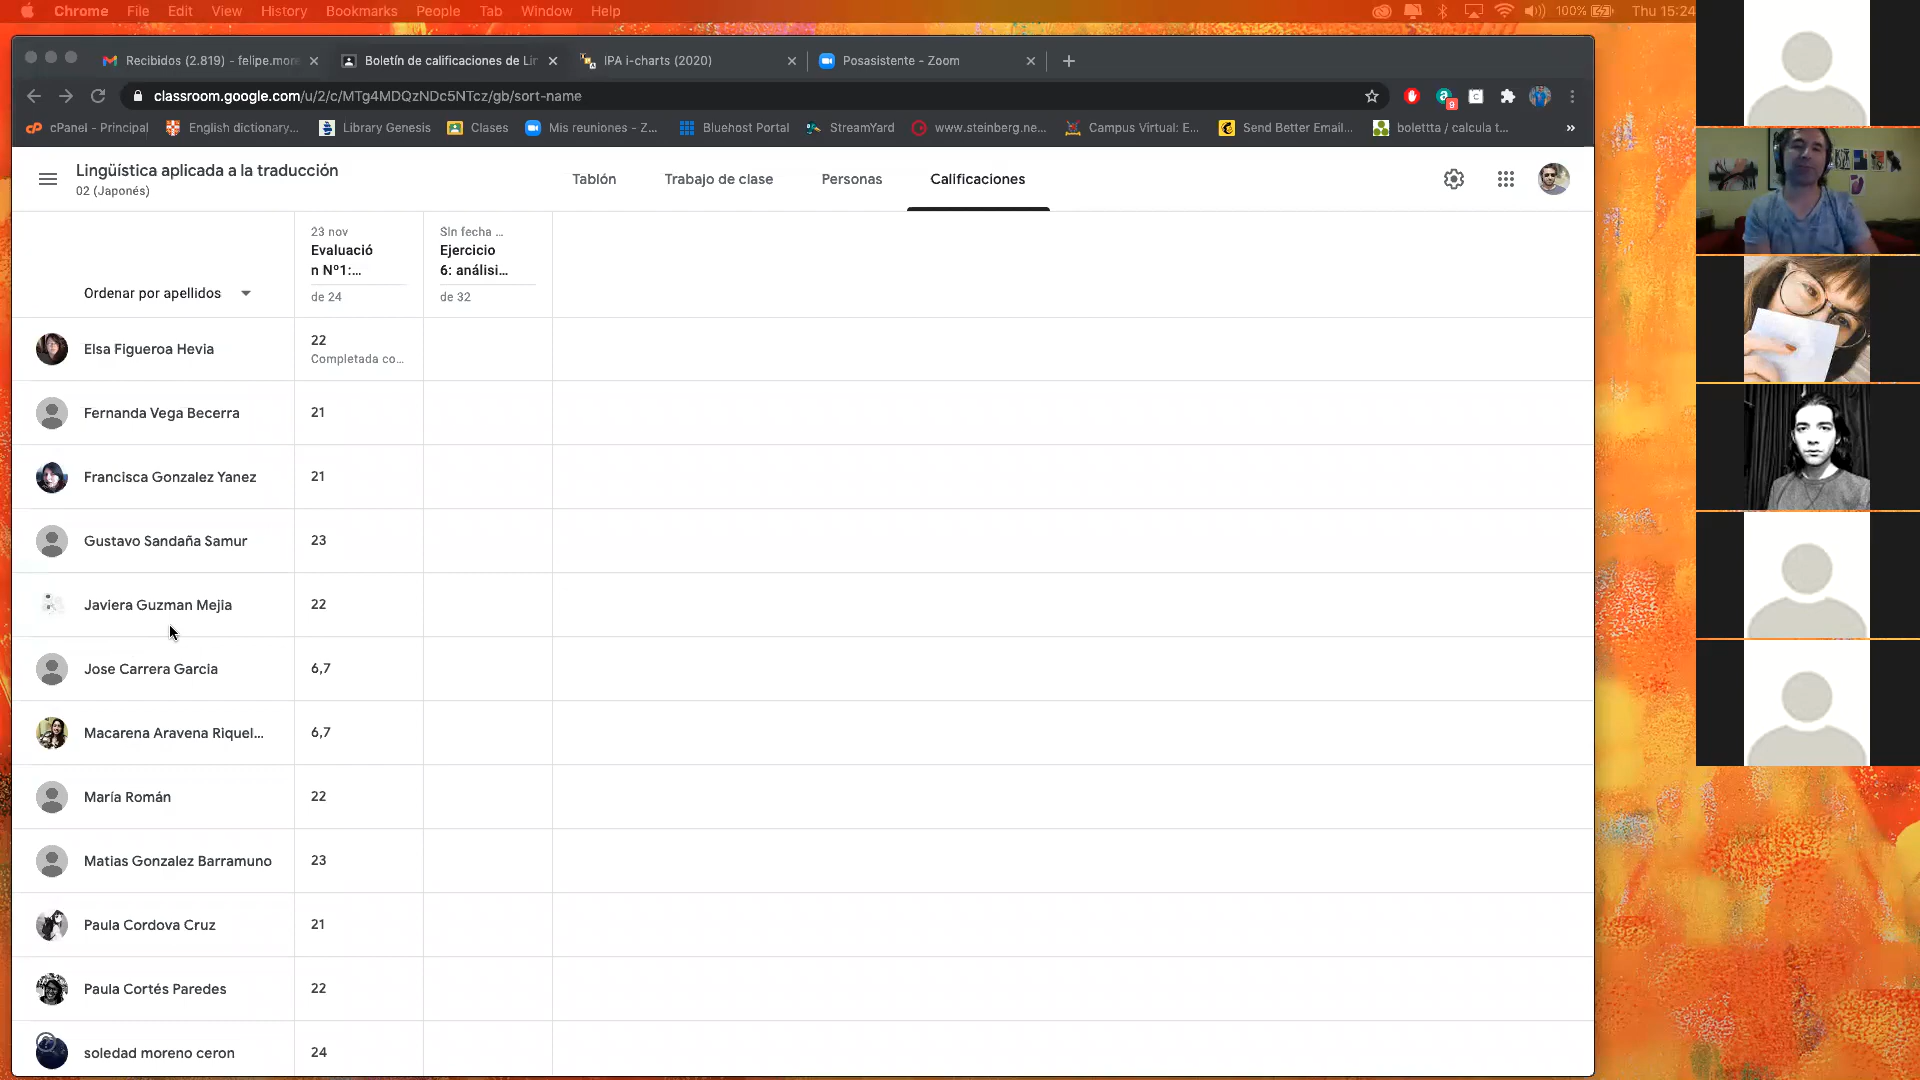 Chrome File Edit View History Bookmarks People Tab Window Help 100% Thu 15:24
Recibidos (2.819) - felipe.more
Boletín de calificaciones de Lin
IPA i-charts (2020)
Posasistente - Zoom
classroom.google.com/u/2/c/MTg4MDQzNDc5NTcz/gb/sort-name
9
cPanel - Principal
English dictionary...
Library Genesis
Clases
Mis reuniones - Z...
Bluehost Portal
StreamYard
www.steinberg.ne...
Campus Virtual: E...
Send Better Email...
bolettta / calcula t...
»
Lingüística aplicada a la traducción
02 (Japonés)
Tablón
Trabajo de clase
Personas
Calificaciones
Ordenar por apellidos
23 nov
Evaluació
n Nº1:...
de 24
Sin fecha ...
Ejercicio
6: análisi...
de 32
Elsa Figueroa Hevia 22
Completada co...
Fernanda Vega Becerra 21
Francisca Gonzalez Yanez 21
Gustavo Sandaña Samur 23
Javiera Guzman Mejia 22
Jose Carrera Garcia 6,7
Macarena Aravena Riquel... 6,7
María Román 22
Matias Gonzalez Barramuno 23
Paula Cordova Cruz 21
Paula Cortés Paredes 22
soledad moreno ceron 24